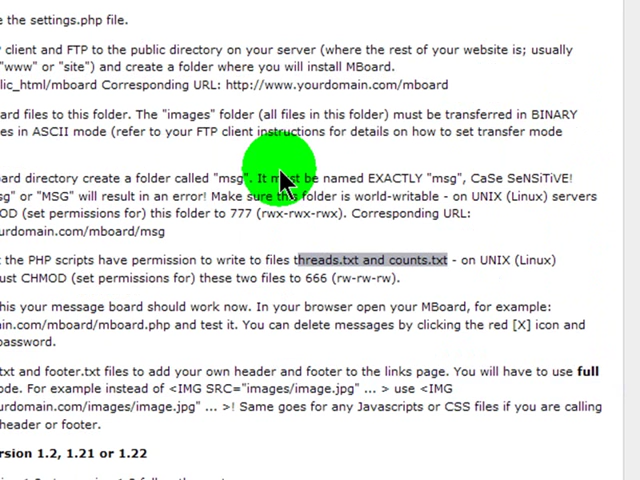 e the settings.php file.
client and FTP to the public directory on your server (where the rest of your website is; usually
"www" or "site") and create a folder where you will install MBoard.
lic_html/mboard Corresponding URL: http://www.yourdomain.com/mboard
ard files to this folder. The "images" folder (all files in this folder) must be transferred in BINARY
es in ASCII mode (refer to your FTP client instructions for details on how to set transfer mode
ard directory create a folder called "msg". It must be named EXACTLY "msg", CaSe SeNSiTiVE!
sg" or "MSG" will result in an error! Make sure this folder is world-writable - on UNIX (Linux) servers
OD (set permissions for) this folder to 777 (rwx-rwx-rwx). Corresponding URL:
urdomain.com/mboard/msg
t the PHP scripts have permission to write to files threads.txt and counts.txt - on UNIX (Linux)
ust CHMOD (set permissions for) these two files to 666 (rw-rw-rw).
this your message board should work now. In your browser open your MBoard, for example:
in.com/mboard/mboard.php and test it. You can delete messages by clicking the red [X] icon and
password.
txt and footer.txt files to add your own header and footer to the links page. You will have to use full
ode. For example instead of <IMG SRC="images/image.jpg" ... > use <IMG
urdomain.com/images/image.jpg" ... >! Same goes for any Javascripts or CSS files if you are calling
header or footer.
rsion 1.2, 1.21 or 1.22